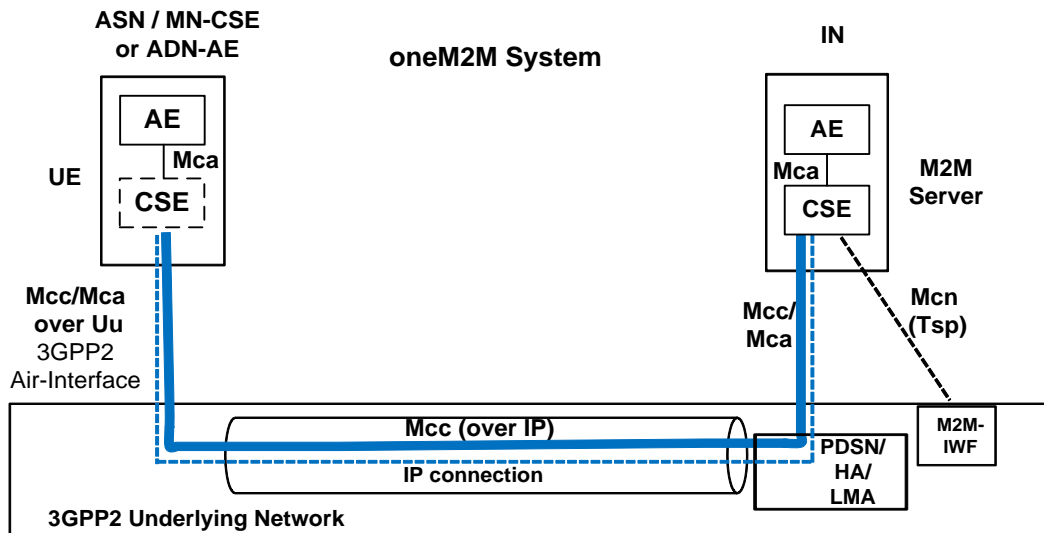 ASN / MN-CSE
or ADN-AE
oneM2M System
IN
AE
Mca
CSE
UE
AE
Mca
CSE
M2M
Server
Mcc/Mca
over Uu
3GPP2
Air-Interface
Mcc/
Mca
Mcn
(Tsp)
Mcc (over IP)
IP connection
PDSN/
HA/
LMA
M2M-
IWF
3GPP2 Underlying Network